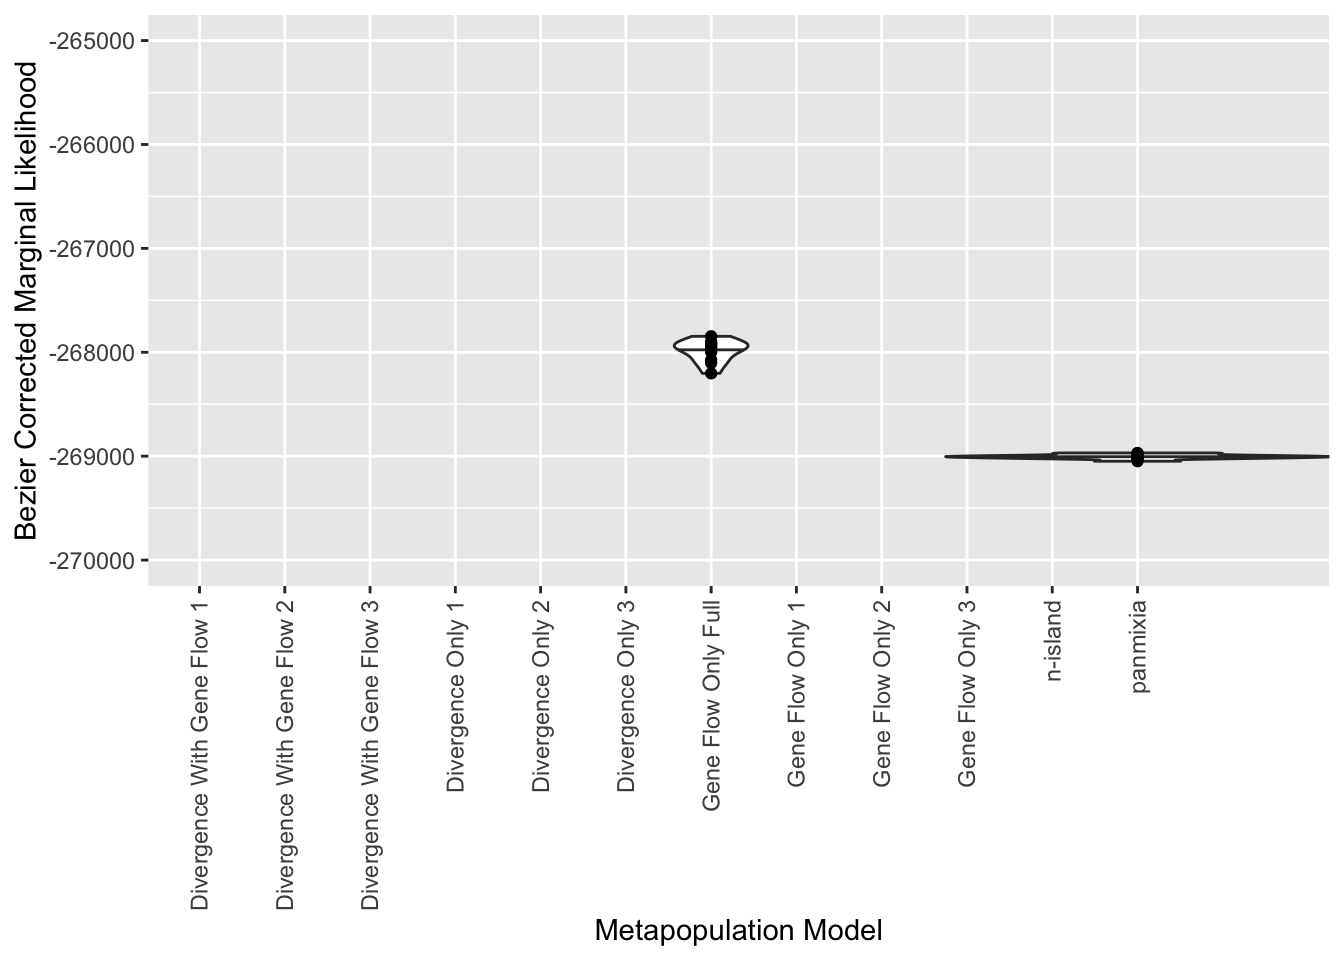 Bezier Corrected Marginal Likelihood
-265000
-266000
-267000
-268000
-269000
-270000
Divergence With Gene Flow 1
Divergence With Gene Flow 2
Divergence With Gene Flow 3
Divergence Only 1
Divergence Only 2
Divergence Only 3
Gene Flow Only Full
Gene Flow Only 1
Gene Flow Only 2
Gene Flow Only 3
n-island
panmixia
Metapopulation Model